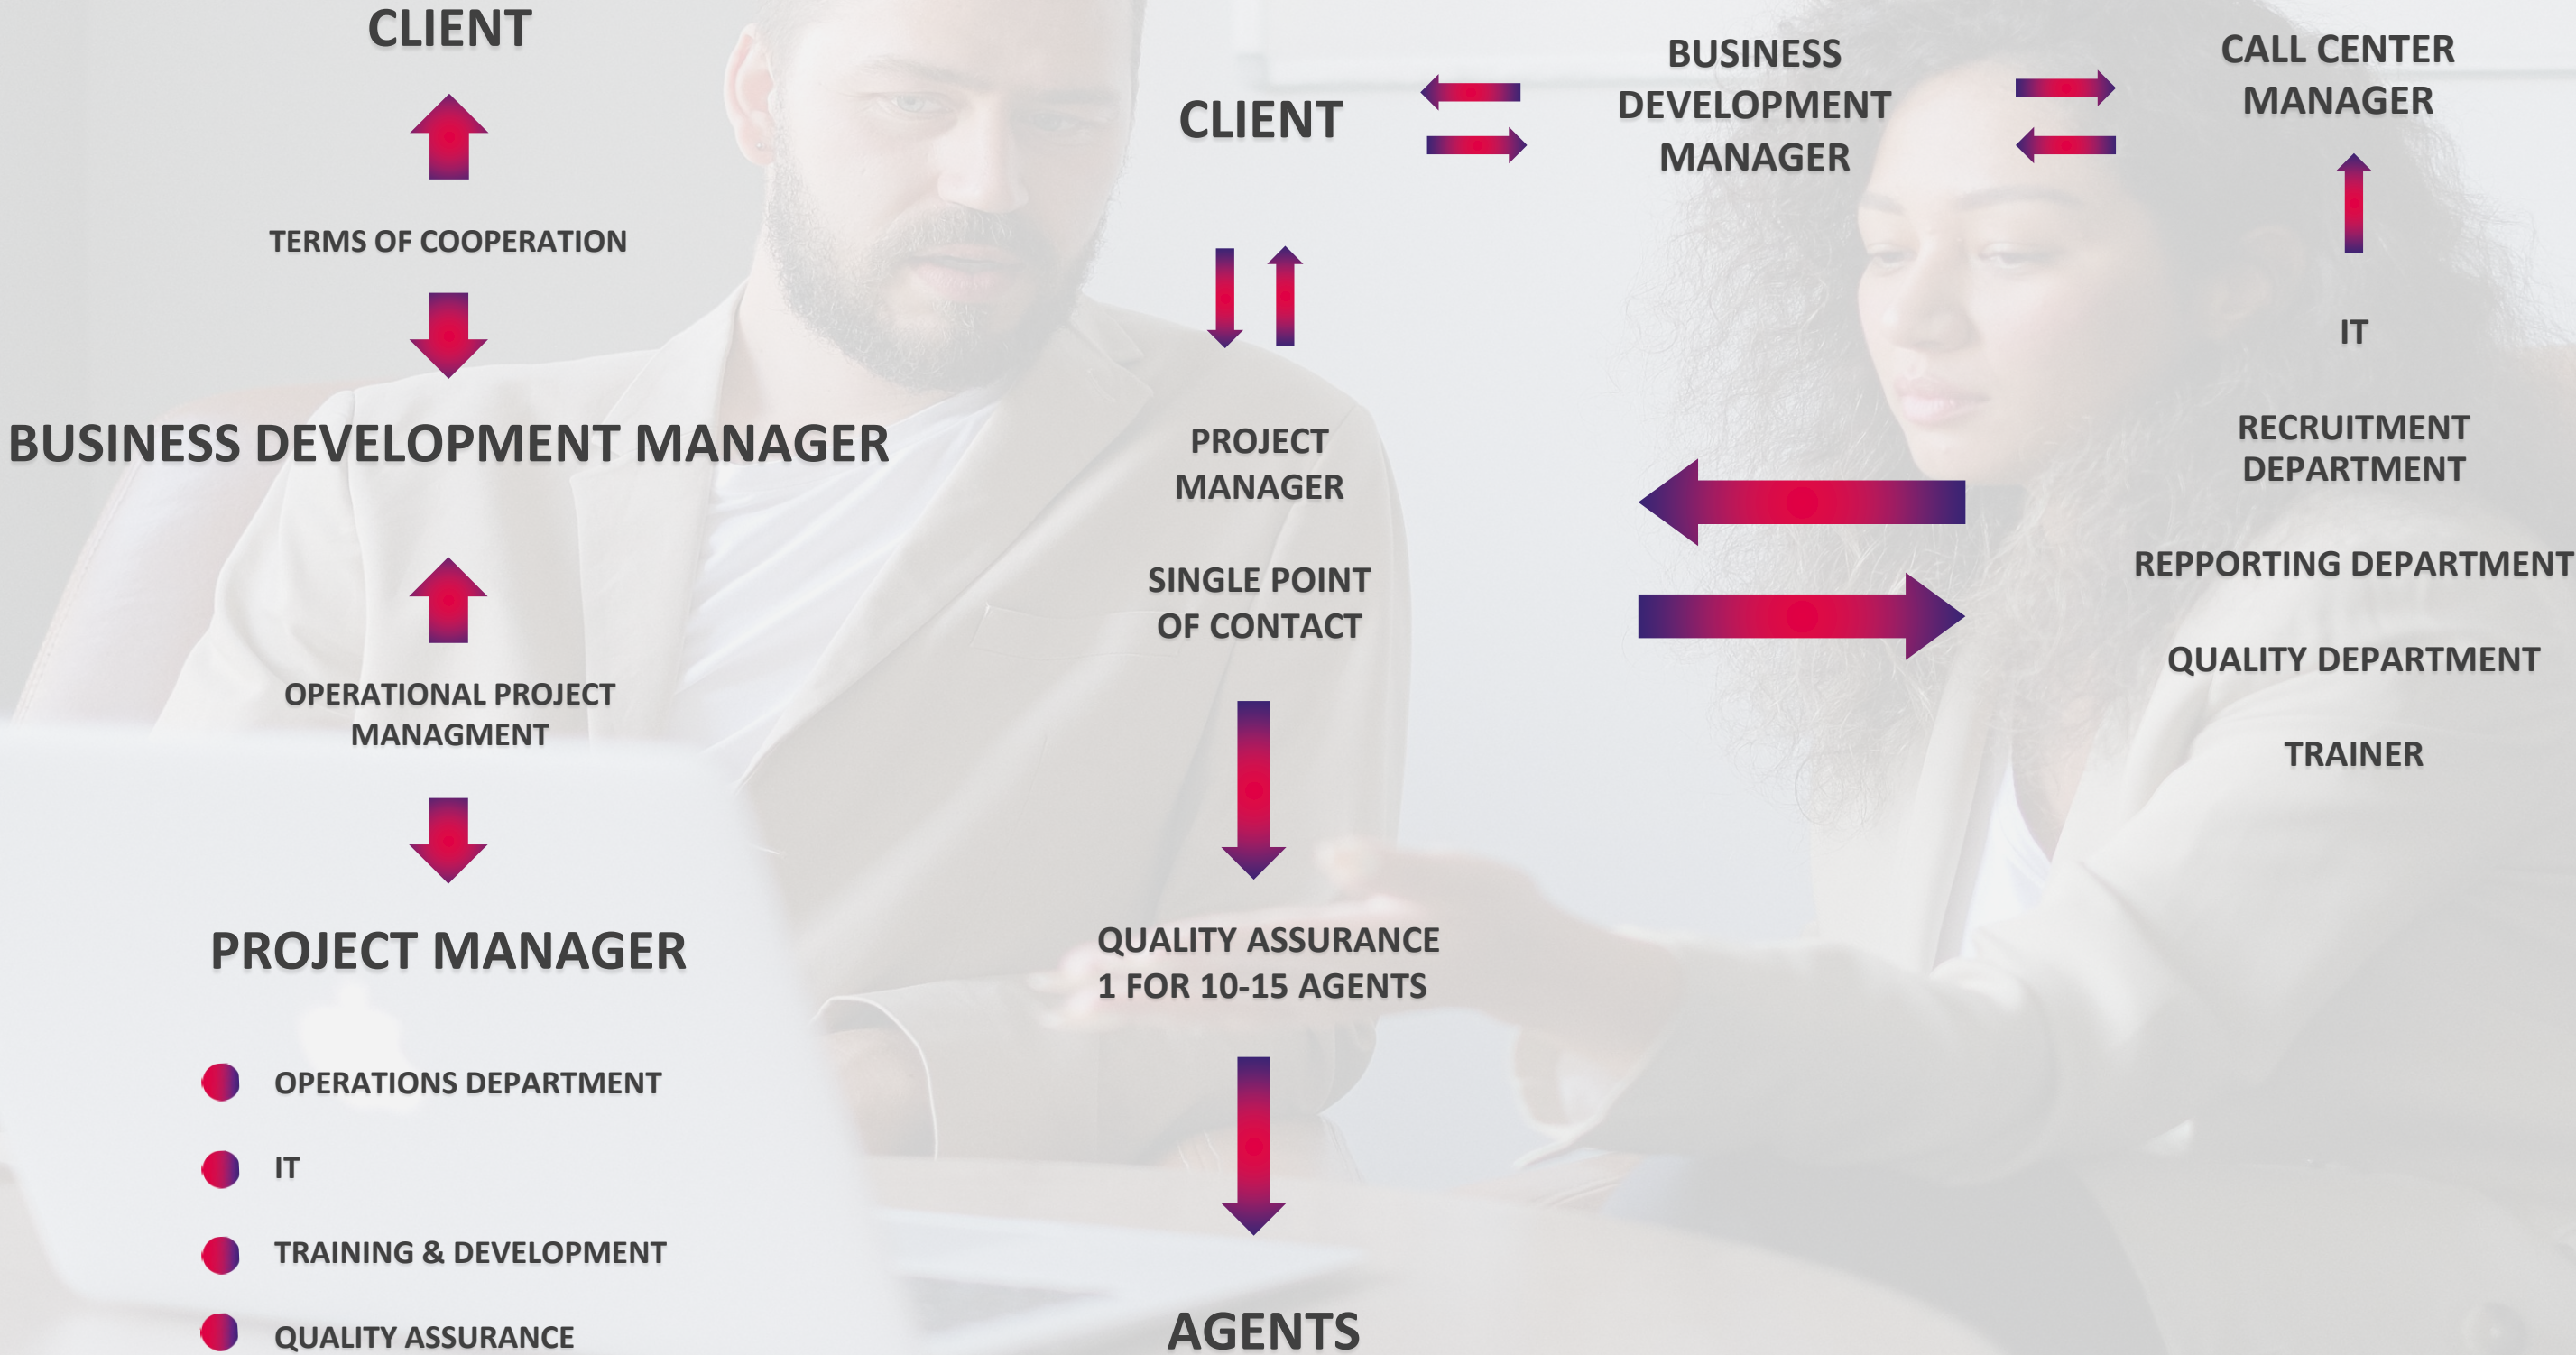 CLIENT
TERMS OF COOPERATION
BUSINESS DEVELOPMENT MANAGER
OPERATIONAL PROJECT
MANAGMENT
PROJECT MANAGER
OPERATIONS DEPARTMENT
IT
TRAINING & DEVELOPMENT
QUALITY ASSURANCE
CLIENT
BUSINESS
DEVELOPMENT
MANAGER
CALL CENTER
MANAGER
PROJECT
MANAGER
SINGLE POINT
OF CONTACT
QUALITY ASSURANCE
1 FOR 10-15 AGENTS
AGENTS
IT
RECRUITMENT
DEPARTMENT
REPPORTING DEPARTMENT
QUALITY DEPARTMENT
TRAINER